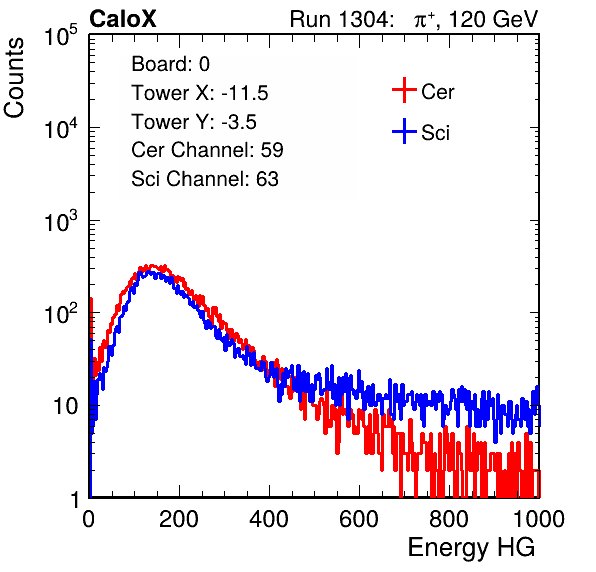 CaloX Run 1304: π⁺, 120 GeV
Counts
10⁵
10⁴
10³
10²
10
1
Board: 0
Tower X: -11.5
Tower Y: -3.5
Cer Channel: 59
Sci Channel: 63
Cer
Sci
0 200 400 600 800 1000
Energy HG